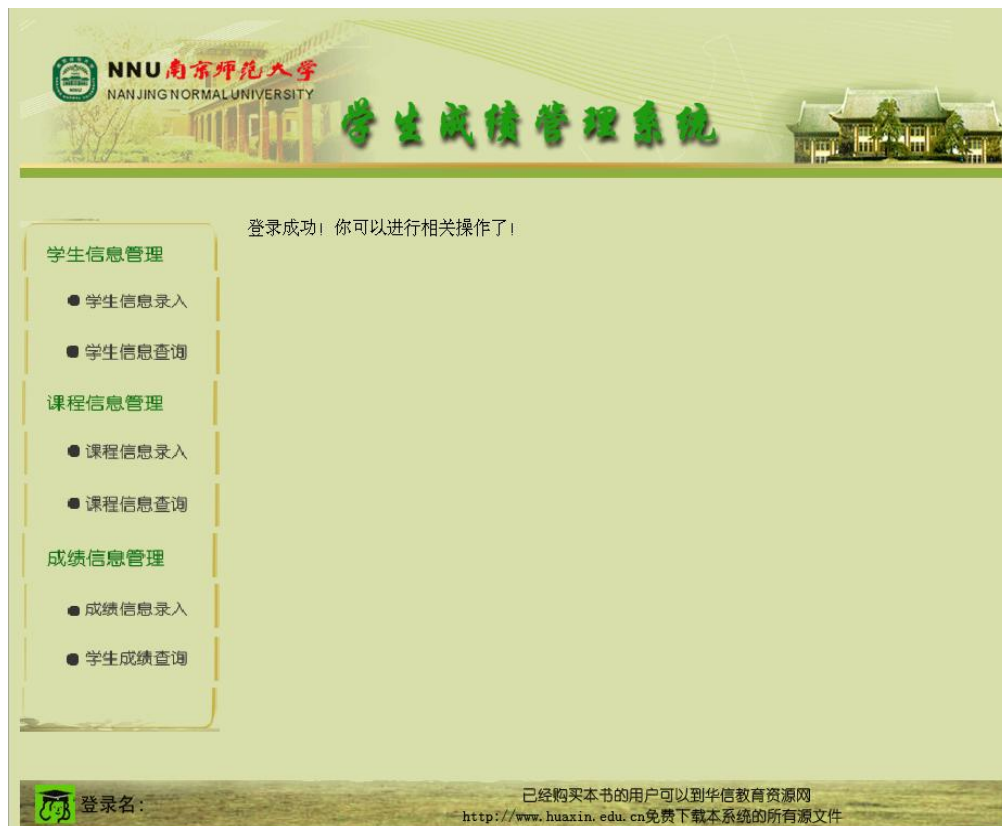 NNU南京师范大学
NANJING NORMAL UNIVERSITY
学生成绩管理系统
登录成功！你可以进行相关操作了！
学生信息管理
学生信息录入
学生信息查询
课程信息管理
课程信息录入
课程信息查询
成绩信息管理
成绩信息录入
学生成绩查询
登录名：
已经购买本书的用户可以到华信教育资源网
http://www.huaxin.edu.cn免费下载本系统的所有源文件